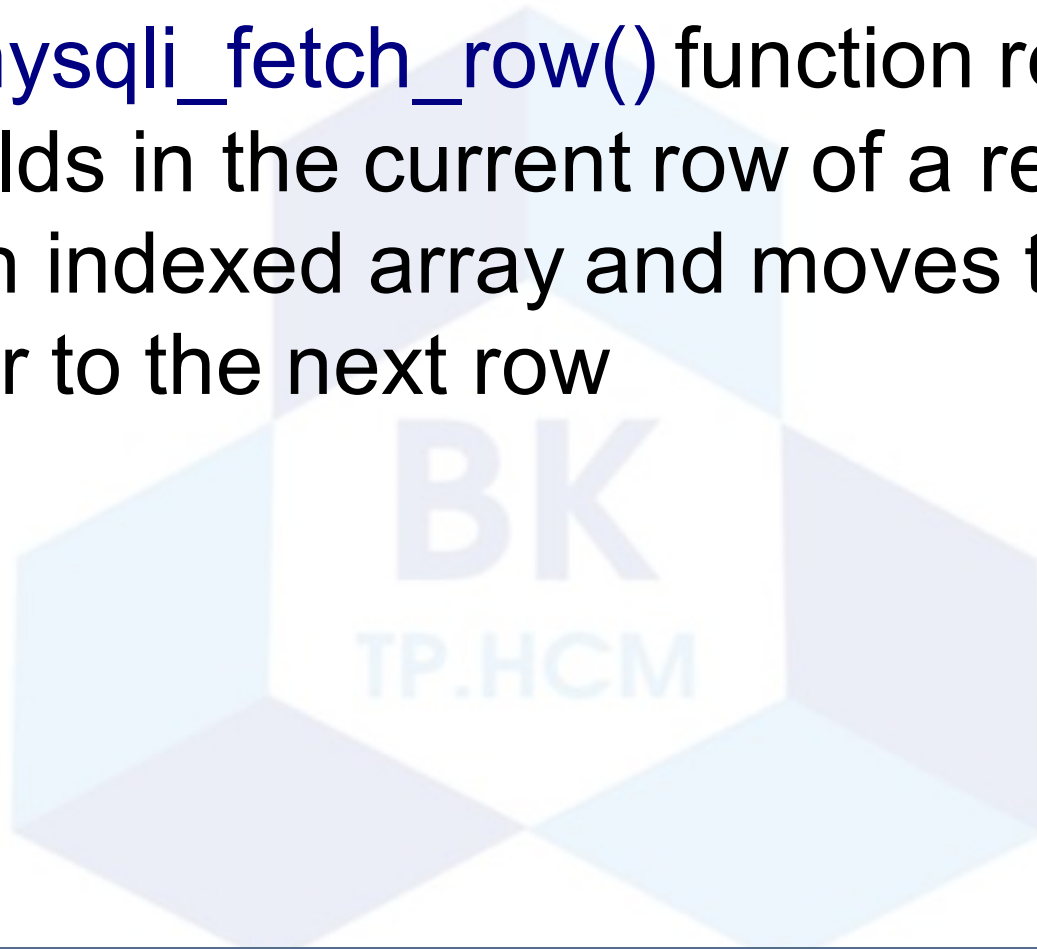 ysqli_fetch_row() function r
lds in the current row of a re
indexed array and moves
r to the next row
BK
TP.HCM